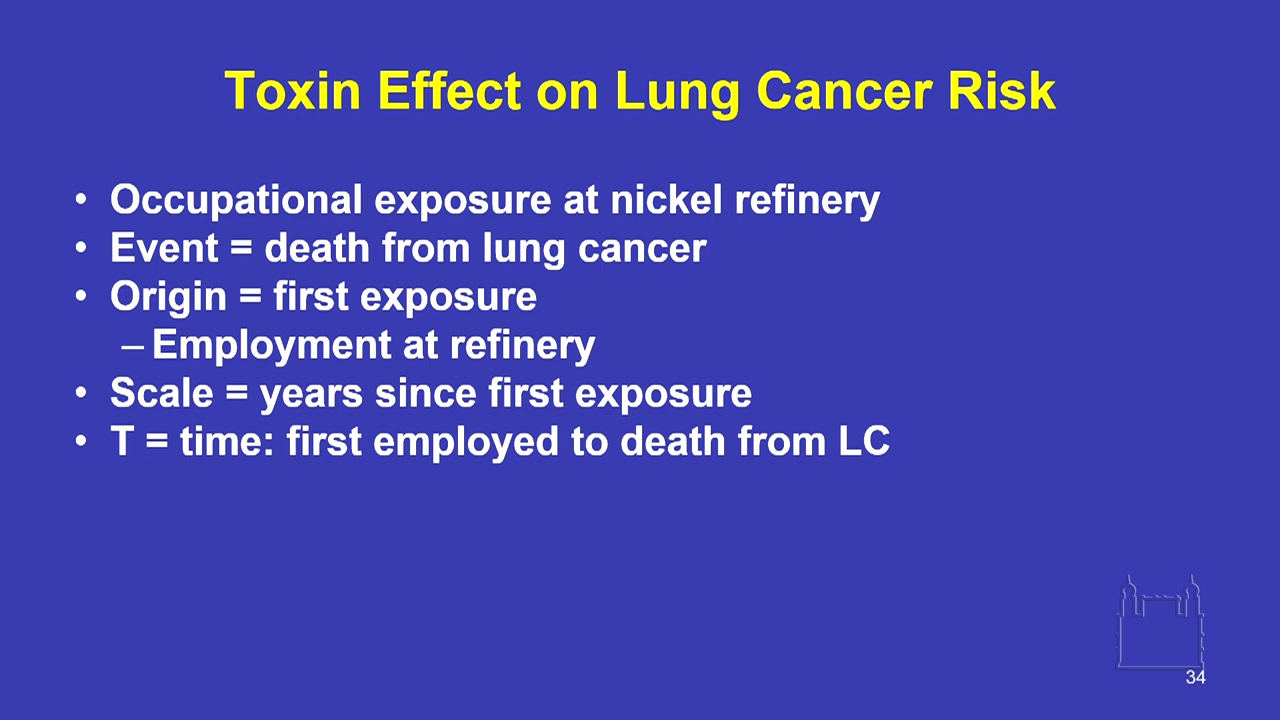 Toxin Effect on Lung Cancer Risk
• Occupational exposure at nickel refinery
• Event = death from lung cancer
• Origin = first exposure
– Employment at refinery
• Scale = years since first exposure
• T = time: first employed to death from LC
34